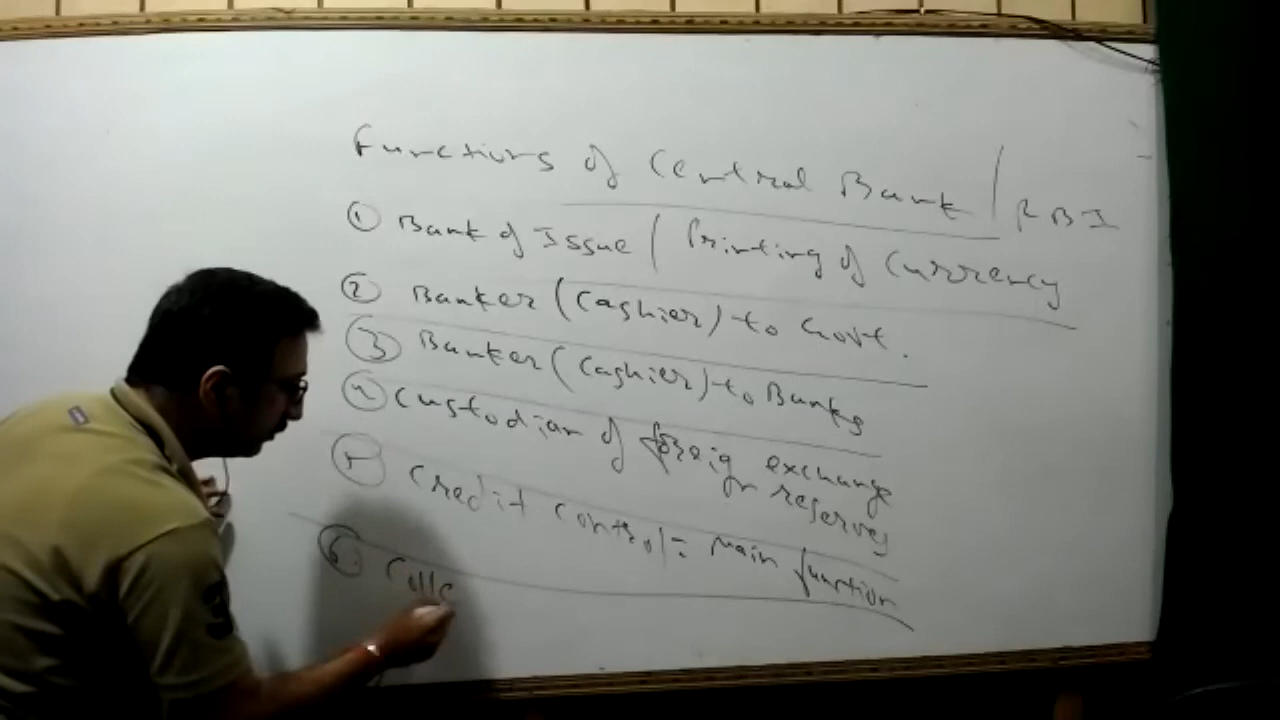 Functions of Central Bank / RBI
① Bank of Issue / Printing of Currency
② Banker (Cashier) to Govt.
③ Banker (Cashier) to Banks
④ Custodian of foreign exchange
reserves
⑤ Credit control = Main function
⑥ Colle